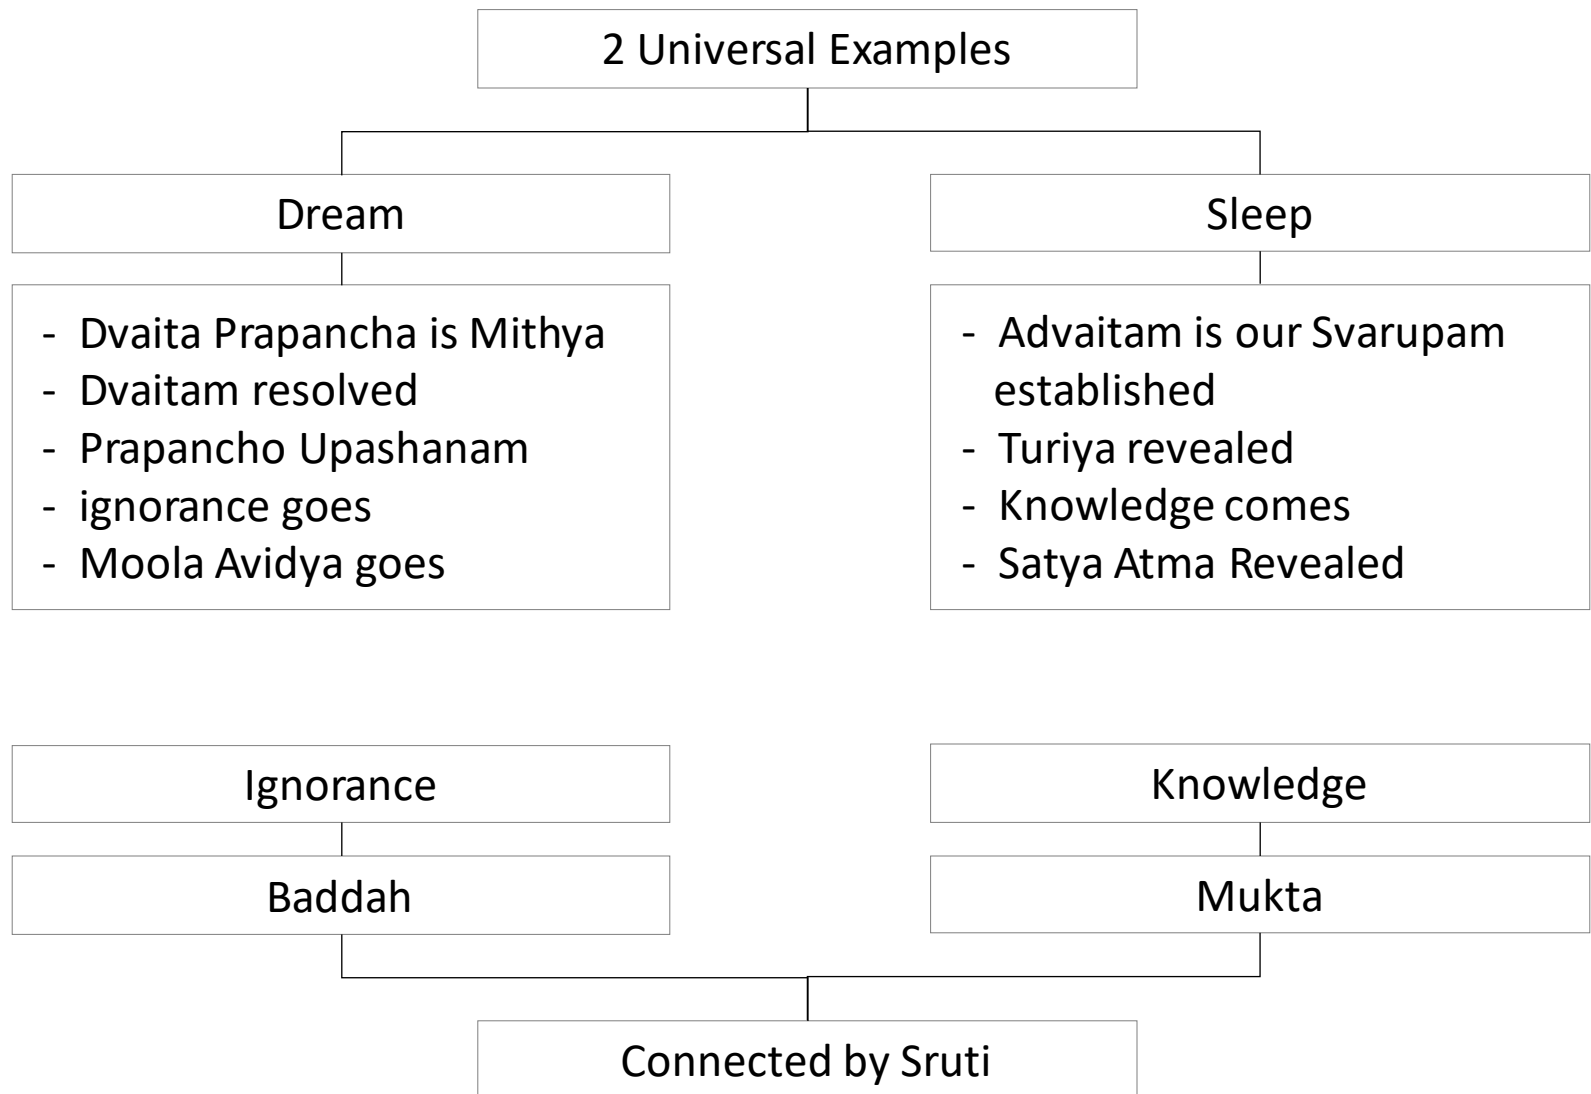 2 Universal Examples
Dream
- Dvaita Prapancha is Mithya
- Dvaitam resolved
- Prapancho Upashanam
- ignorance goes
- Moola Avidya goes
Sleep
- Advaitam is our Svarupam
established
- Turiya revealed
- Knowledge comes
- Satya Atma Revealed
Ignorance
Baddah
Knowledge
Mukta
Connected by Sruti